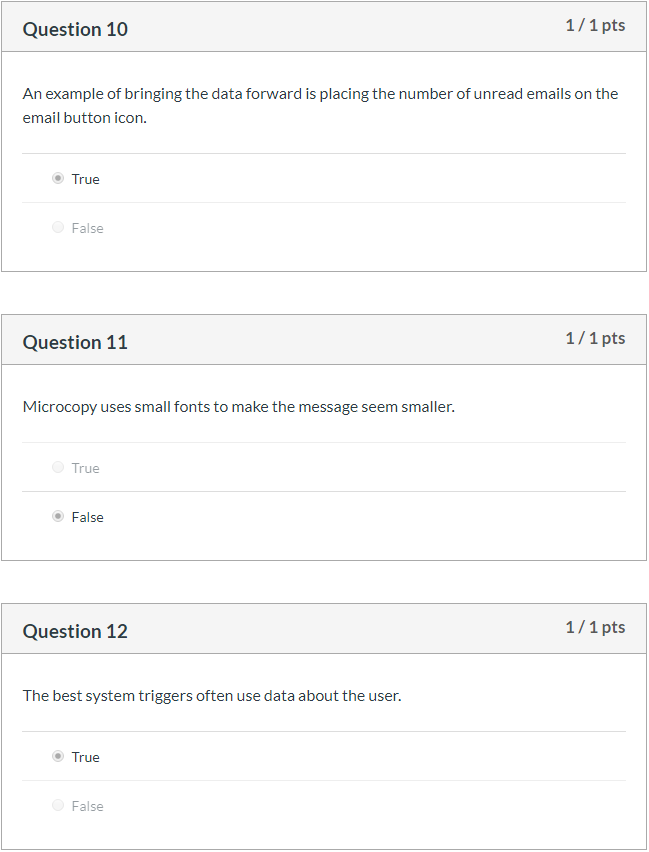 Question 10
1 / 1 pts
An example of bringing the data forward is placing the number of unread emails on the
email button icon.
True
False
Question 11
1 / 1 pts
Microcopy uses small fonts to make the message seem smaller.
True
False
Question 12
1 / 1 pts
The best system triggers often use data about the user.
True
False